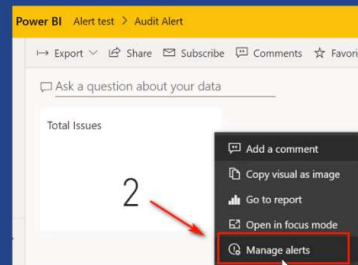 Power BI Alert test > Audit Alert
Export Share Subscribe Comments Favori
Ask a question about your data
Total Issues
2
Add a comment
Copy visual as image
Go to report
Open in focus mode
Manage alerts